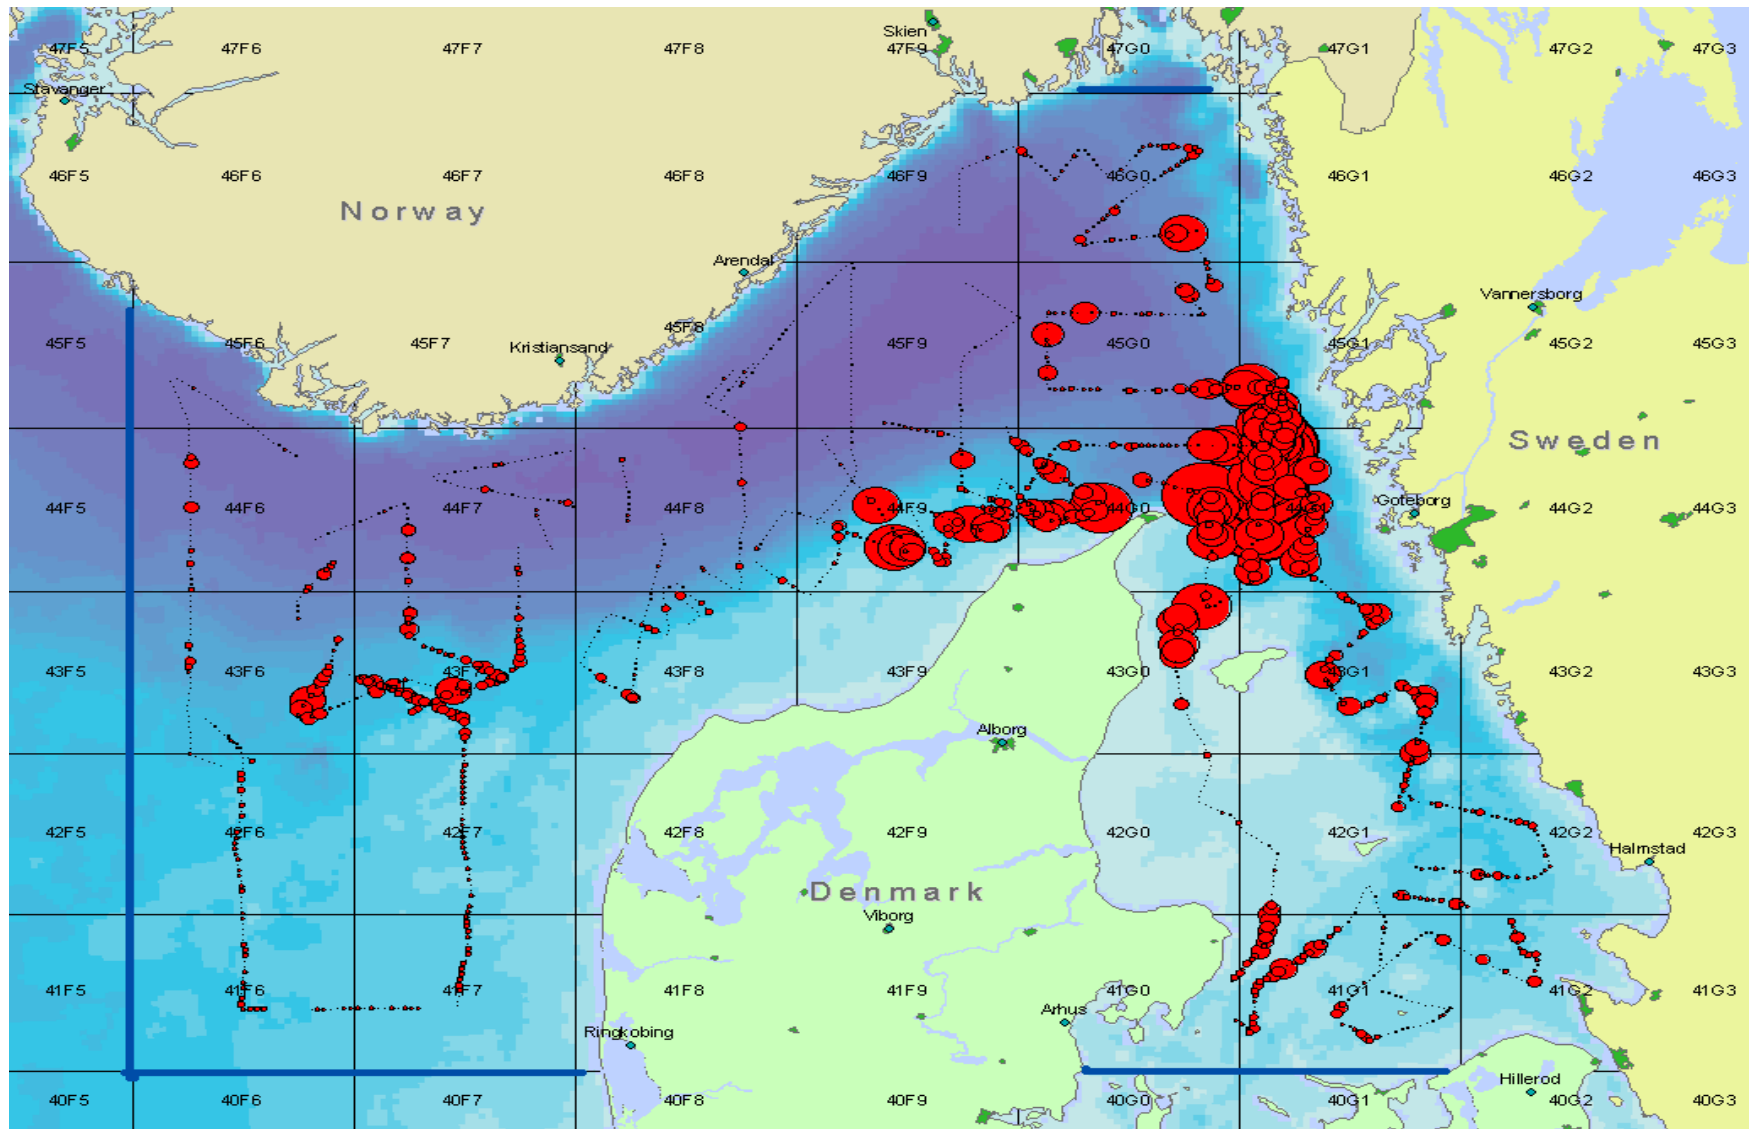 Skien
47F5 47F6 47F7 47F8 47F9 47G0 47G1 47G2 47G3
Stavanger
46F5 46F6 46F7 46F8 46F9 46G0 46G1 46G2 46G3
Norway
Arendal
Vannersborg
45F8
45F5 45F6 45F7 Kristiansand 45F9 45G0 45G1 45G2 45G3
Sweden
Goteborg
44F5 44F6 44F7 44F8 44F9 44G0 44G1 44G2 44G3
43F5 43F6 43F7 43F8 43F9 43G0 43G1 43G2 43G3
Alborg
42F5 42F6 42F7 42F8 42F9 42G0 42G1 42G2 42G3
Halmstad
Denmark
Viborg
41F5 41F6 41F7 41F8 41F9 41G0 41G1 41G2 41G3
Arhus
Ringkobing
Hillerod
40F5 40F6 40F7 40F8 40F9 40G0 40G1 40G2 40G3